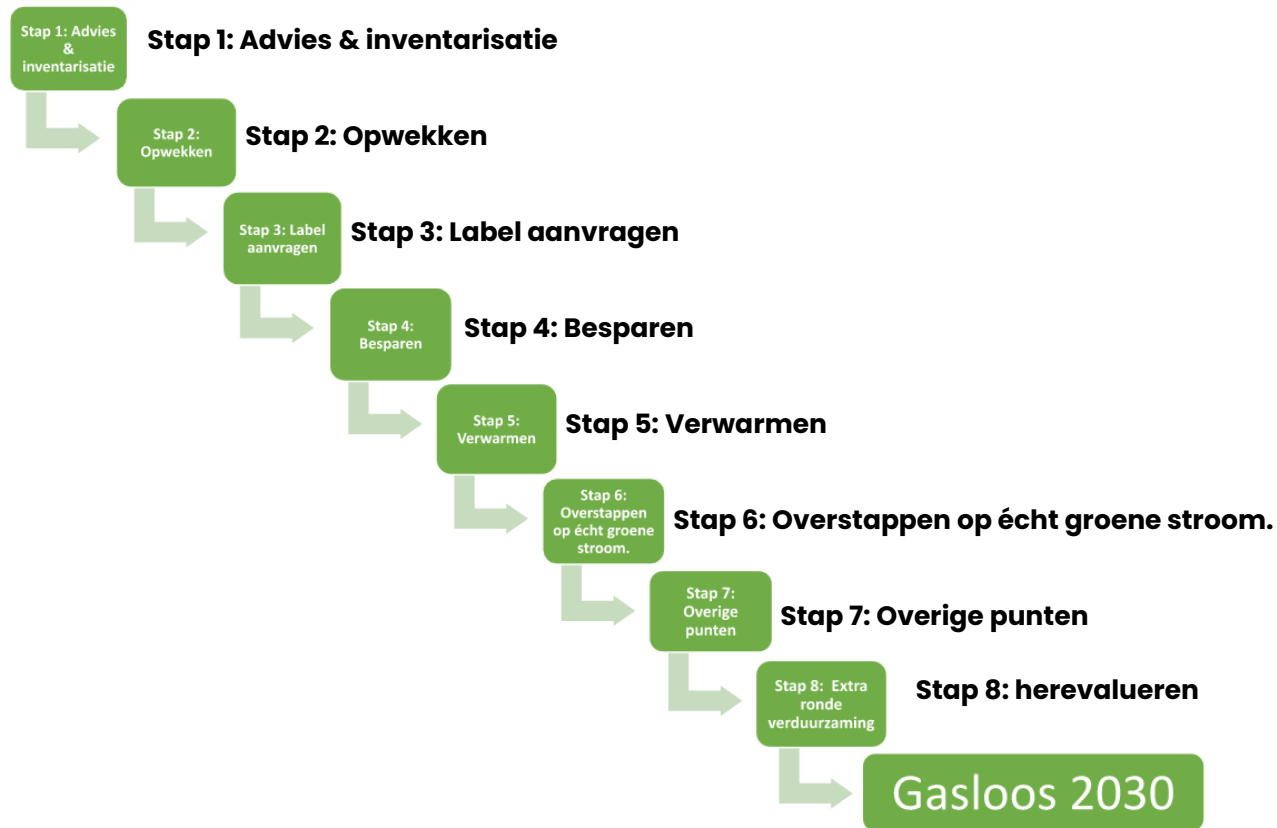 Stap 1: Advies
&
inventarisatie
Stap 1: Advies & inventarisatie
Stap 2:
Opwekken
Stap 2: Opwekken
Stap 3: Label
aanvragen
Stap 3: Label aanvragen
Stap 4:
Besparen
Stap 4: Besparen
Stap 5:
Verwarmen
Stap 5: Verwarmen
Stap 6:
Overstappen
op écht groene
stroom.
Stap 6: Overstappen op écht groene stroom.
Stap 7:
Overige
punten
Stap 7: Overige punten
Stap 8: Extra
ronde
verduurzaming
Stap 8: herevalueren
Gasloos 2030